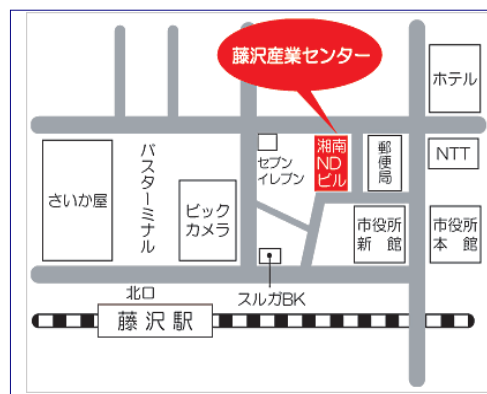 藤沢産業センター
ホテル
さいか屋
バスターミナル
ビック
カメラ
セブン
イレブン
湘南
ND
ビル
郵便局
NTT
市役所
新館
市役所
本館
スルガBK
北口
藤沢駅